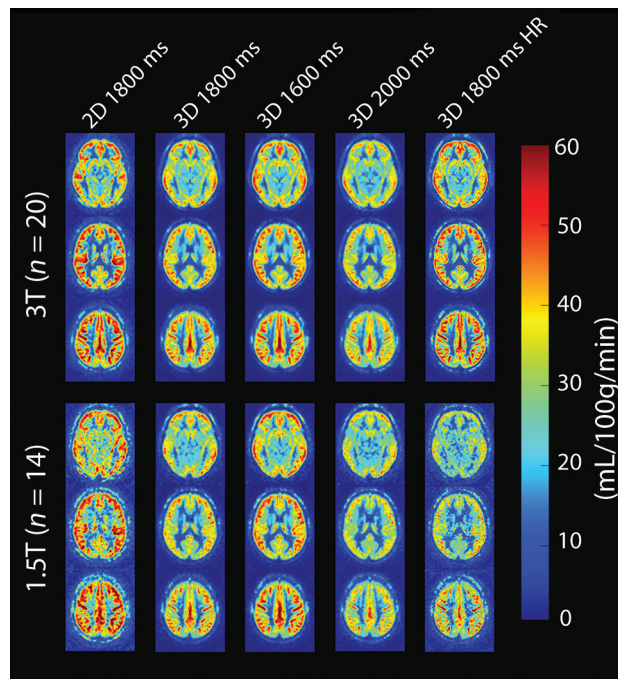 2D 1800 ms
3D 1800 ms
3D 1600 ms
3D 2000 ms
3D 1800 ms HR
3T (n = 20)
1.5T (n = 14)
60
50
40
30
20
10
0
(mL/100g/min)